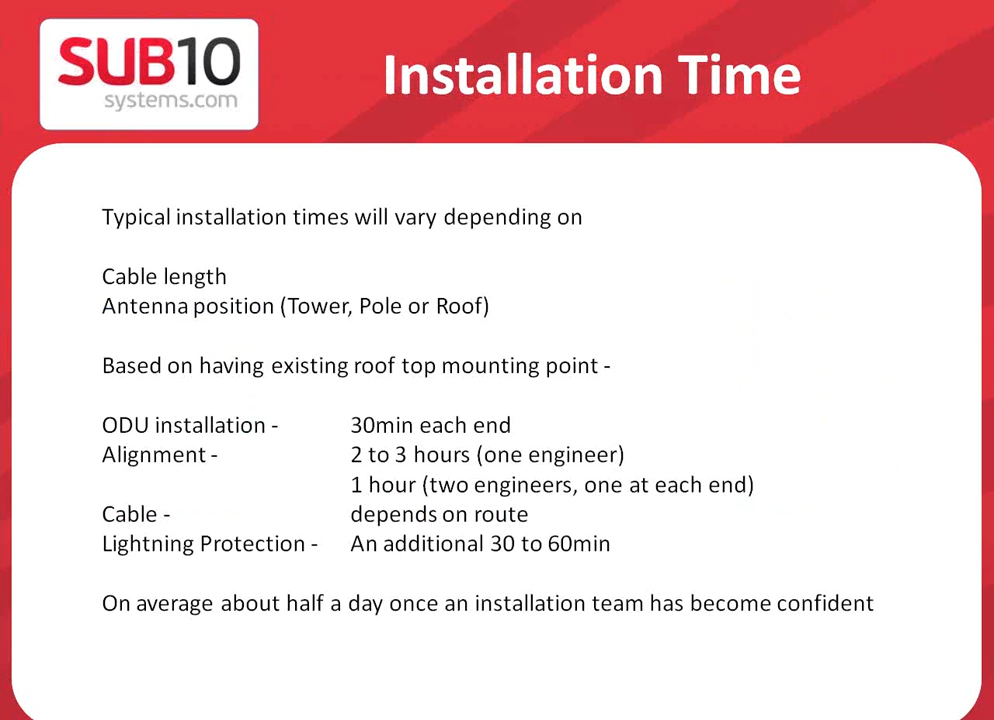 SUB10
systems.com
Installation Time
Typical installation times will vary depending on
Cable length
Antenna position (Tower, Pole or Roof)
Based on having existing roof top mounting point -
ODU installation - 30min each end
Alignment - 2 to 3 hours (one engineer)
1 hour (two engineers, one at each end)
Cable - depends on route
Lightning Protection - An additional 30 to 60min
On average about half a day once an installation team has become confident